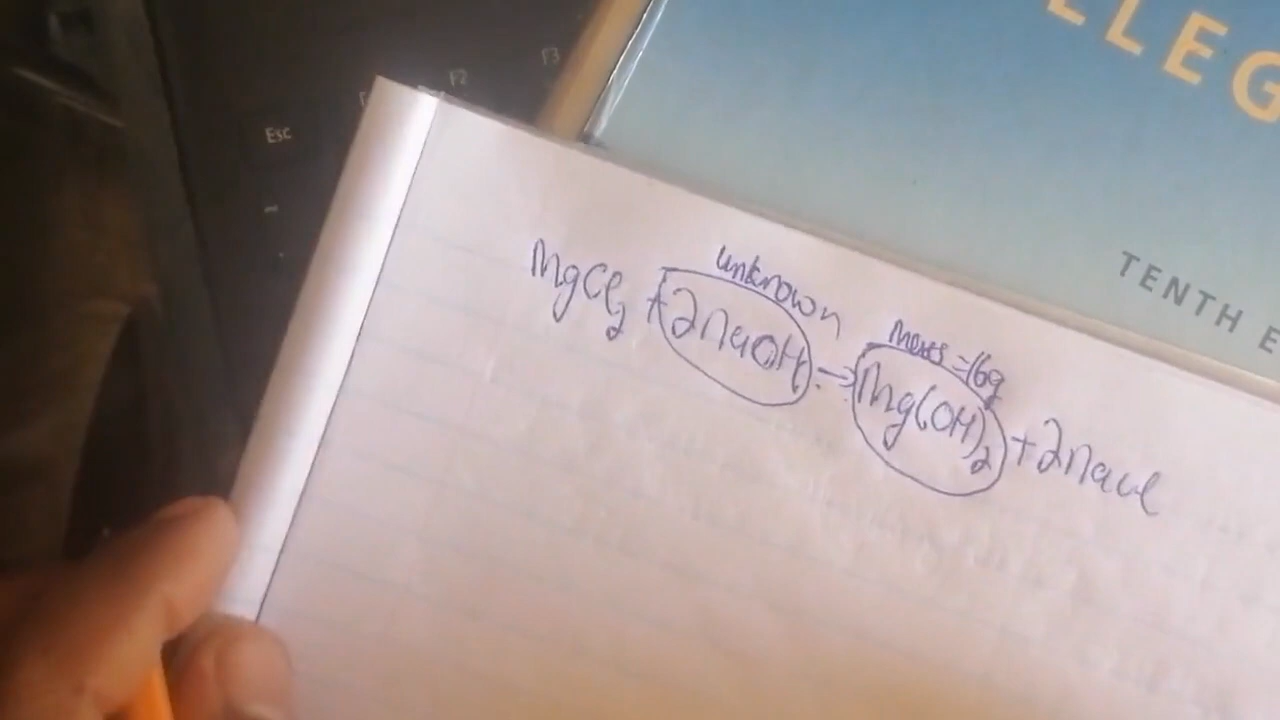 Esc
F2
F3
~
LLEG
TENTH E
unknown
Mass = 16g
MgCl₂ + 2NaOH → Mg(OH)₂ + 2NaCl